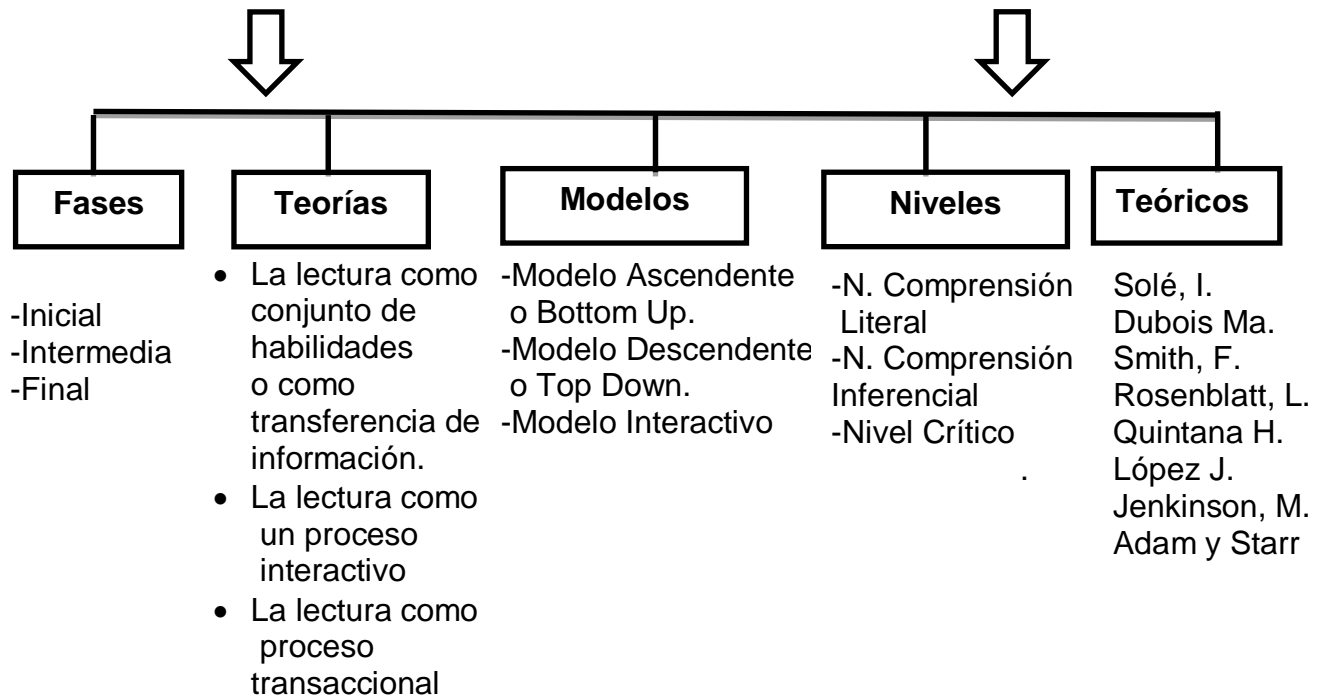 Fases
-Inicial
-Intermedia
-Final
Teorías
• La lectura como
conjunto de
habilidades
o como
transferencia de
información.
• La lectura como
un proceso
interactivo
• La lectura como
proceso
transaccional
Modelos
-Modelo Ascendente
o Bottom Up.
-Modelo Descendente
o Top Down.
-Modelo Interactivo
Niveles
-N. Comprensión
Literal
-N. Comprensión
Inferencial
-Nivel Crítico
.
Teóricos
Solé, I.
Dubois Ma.
Smith, F.
Rosenblatt, L.
Quintana H.
López J.
Jenkinson, M.
Adam y Starr